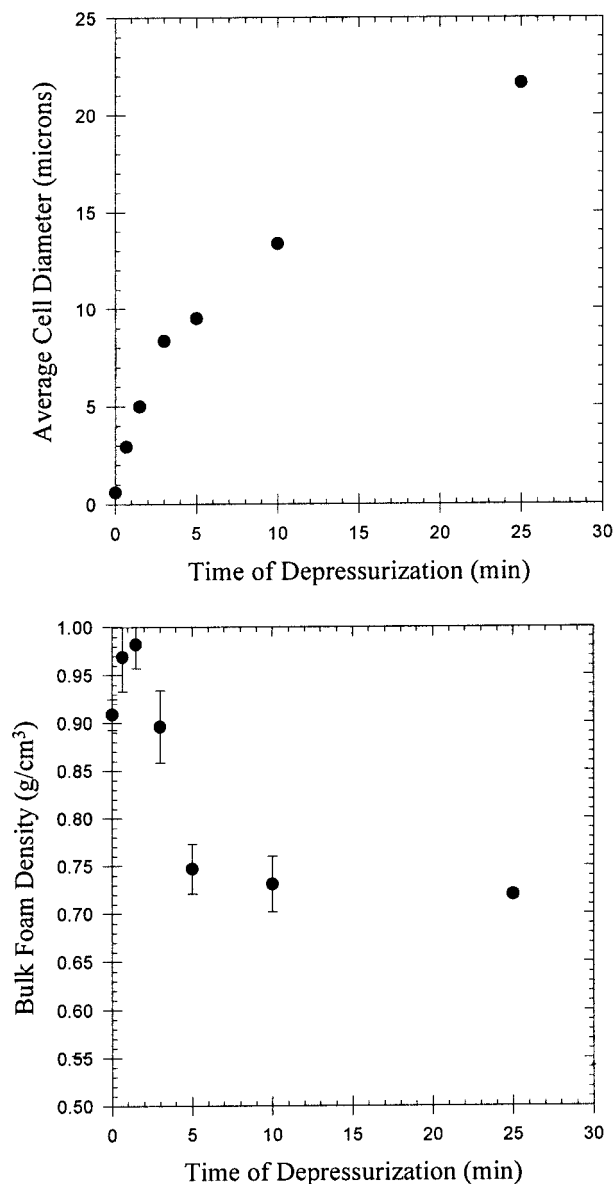 25
20
15
10
5
0
Average Cell Diameter (microns)
0 5 10 15 20 25 30
Time of Depressurization (min)
1.00
0.95
0.90
0.85
0.80
0.75
0.70
0.65
0.60
0.55
0.50
Bulk Foam Density (g/cm³)
0 5 10 15 20 25 30
Time of Depressurization (min)